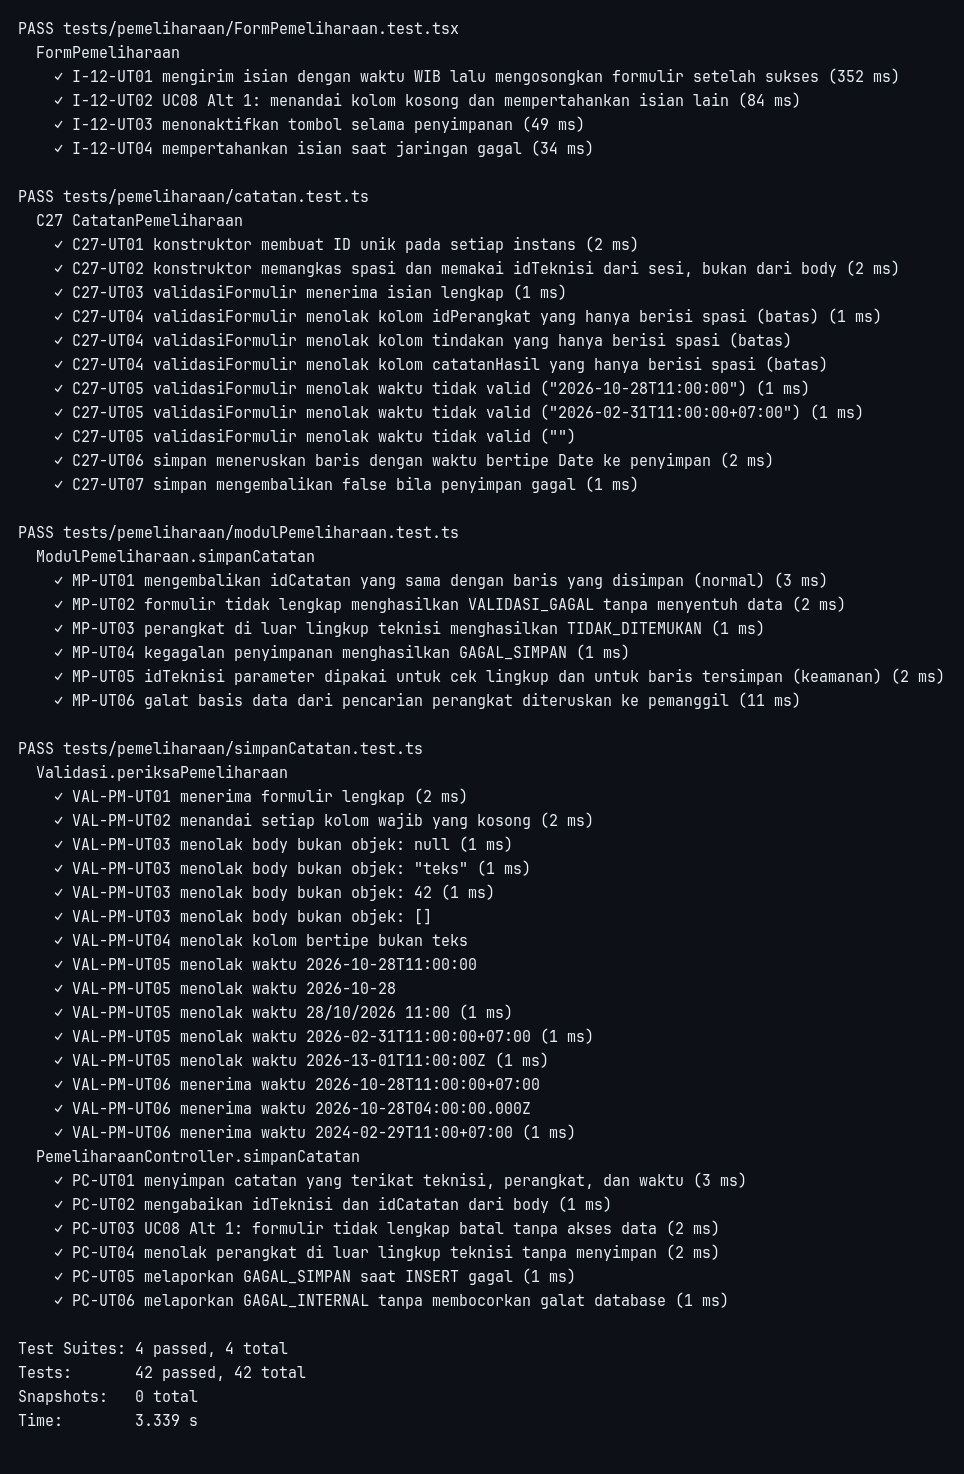 PASS tests/pemeliharaan/FormPemeliharaan.test.tsx
FormPemeliharaan
✓ I-12-UT01 mengirim isian dengan waktu WIB lalu mengosongkan formulir setelah sukses (352 ms)
✓ I-12-UT02 UC08 Alt 1: menandai kolom kosong dan mempertahankan isian lain (84 ms)
✓ I-12-UT03 menonaktifkan tombol selama penyimpanan (49 ms)
✓ I-12-UT04 mempertahankan isian saat jaringan gagal (34 ms)
PASS tests/pemeliharaan/catatan.test.ts
C27 CatatanPemeliharaan
✓ C27-UT01 konstruktor membuat ID unik pada setiap instans (2 ms)
✓ C27-UT02 konstruktor memangkas spasi dan memakai idTeknisi dari sesi, bukan dari body (2 ms)
✓ C27-UT03 validasiFormulir menerima isian lengkap (1 ms)
✓ C27-UT04 validasiFormulir menolak kolom idPerangkat yang hanya berisi spasi (batas) (1 ms)
✓ C27-UT04 validasiFormulir menolak kolom tindakan yang hanya berisi spasi (batas)
✓ C27-UT04 validasiFormulir menolak kolom catatanHasil yang hanya berisi spasi (batas)
✓ C27-UT05 validasiFormulir menolak waktu tidak valid ("2026-10-28T11:00:00") (1 ms)
✓ C27-UT05 validasiFormulir menolak waktu tidak valid ("2026-02-31T11:00:00+07:00") (1 ms)
✓ C27-UT05 validasiFormulir menolak waktu tidak valid ("")
✓ C27-UT06 simpan meneruskan baris dengan waktu bertipe Date ke penyimpan (2 ms)
✓ C27-UT07 simpan mengembalikan false bila penyimpan gagal (1 ms)
PASS tests/pemeliharaan/modulPemeliharaan.test.ts
ModulPemeliharaan.simpanCatatan
✓ MP-UT01 mengembalikan idCatatan yang sama dengan baris yang disimpan (normal) (3 ms)
✓ MP-UT02 formulir tidak lengkap menghasilkan VALIDASI_GAGAL tanpa menyentuh data (2 ms)
✓ MP-UT03 perangkat di luar lingkup teknisi menghasilkan TIDAK_DITEMUKAN (1 ms)
✓ MP-UT04 kegagalan penyimpanan menghasilkan GAGAL_SIMPAN (1 ms)
✓ MP-UT05 idTeknisi parameter dipakai untuk cek lingkup dan untuk baris tersimpan (keamanan) (2 ms)
✓ MP-UT06 galat basis data dari pencarian perangkat diteruskan ke pemanggil (11 ms)
PASS tests/pemeliharaan/simpanCatatan.test.ts
Validasi.periksaPemeliharaan
✓ VAL-PM-UT01 menerima formulir lengkap (2 ms)
✓ VAL-PM-UT02 menandai setiap kolom wajib yang kosong (2 ms)
✓ VAL-PM-UT03 menolak body bukan objek: null (1 ms)
✓ VAL-PM-UT03 menolak body bukan objek: "teks" (1 ms)
✓ VAL-PM-UT03 menolak body bukan objek: 42 (1 ms)
✓ VAL-PM-UT03 menolak body bukan objek: []
✓ VAL-PM-UT04 menolak kolom bertipe bukan teks
✓ VAL-PM-UT05 menolak waktu 2026-10-28T11:00:00
✓ VAL-PM-UT05 menolak waktu 2026-10-28
✓ VAL-PM-UT05 menolak waktu 28/10/2026 11:00 (1 ms)
✓ VAL-PM-UT05 menolak waktu 2026-02-31T11:00:00+07:00 (1 ms)
✓ VAL-PM-UT05 menolak waktu 2026-13-01T11:00:00Z (1 ms)
✓ VAL-PM-UT06 menerima waktu 2026-10-28T11:00:00+07:00
✓ VAL-PM-UT06 menerima waktu 2026-10-28T04:00:00.000Z
✓ VAL-PM-UT06 menerima waktu 2024-02-29T11:00+07:00 (1 ms)
PemeliharaanController.simpanCatatan
✓ PC-UT01 menyimpan catatan yang terikat teknisi, perangkat, dan waktu (3 ms)
✓ PC-UT02 mengabaikan idTeknisi dan idCatatan dari body (1 ms)
✓ PC-UT03 UC08 Alt 1: formulir tidak lengkap batal tanpa akses data (2 ms)
✓ PC-UT04 menolak perangkat di luar lingkup teknisi tanpa menyimpan (2 ms)
✓ PC-UT05 melaporkan GAGAL_SIMPAN saat INSERT gagal (1 ms)
✓ PC-UT06 melaporkan GAGAL_INTERNAL tanpa membocorkan galat database (1 ms)
Test Suites: 4 passed, 4 total
Tests:       42 passed, 42 total
Snapshots:   0 total
Time:        3.339 s